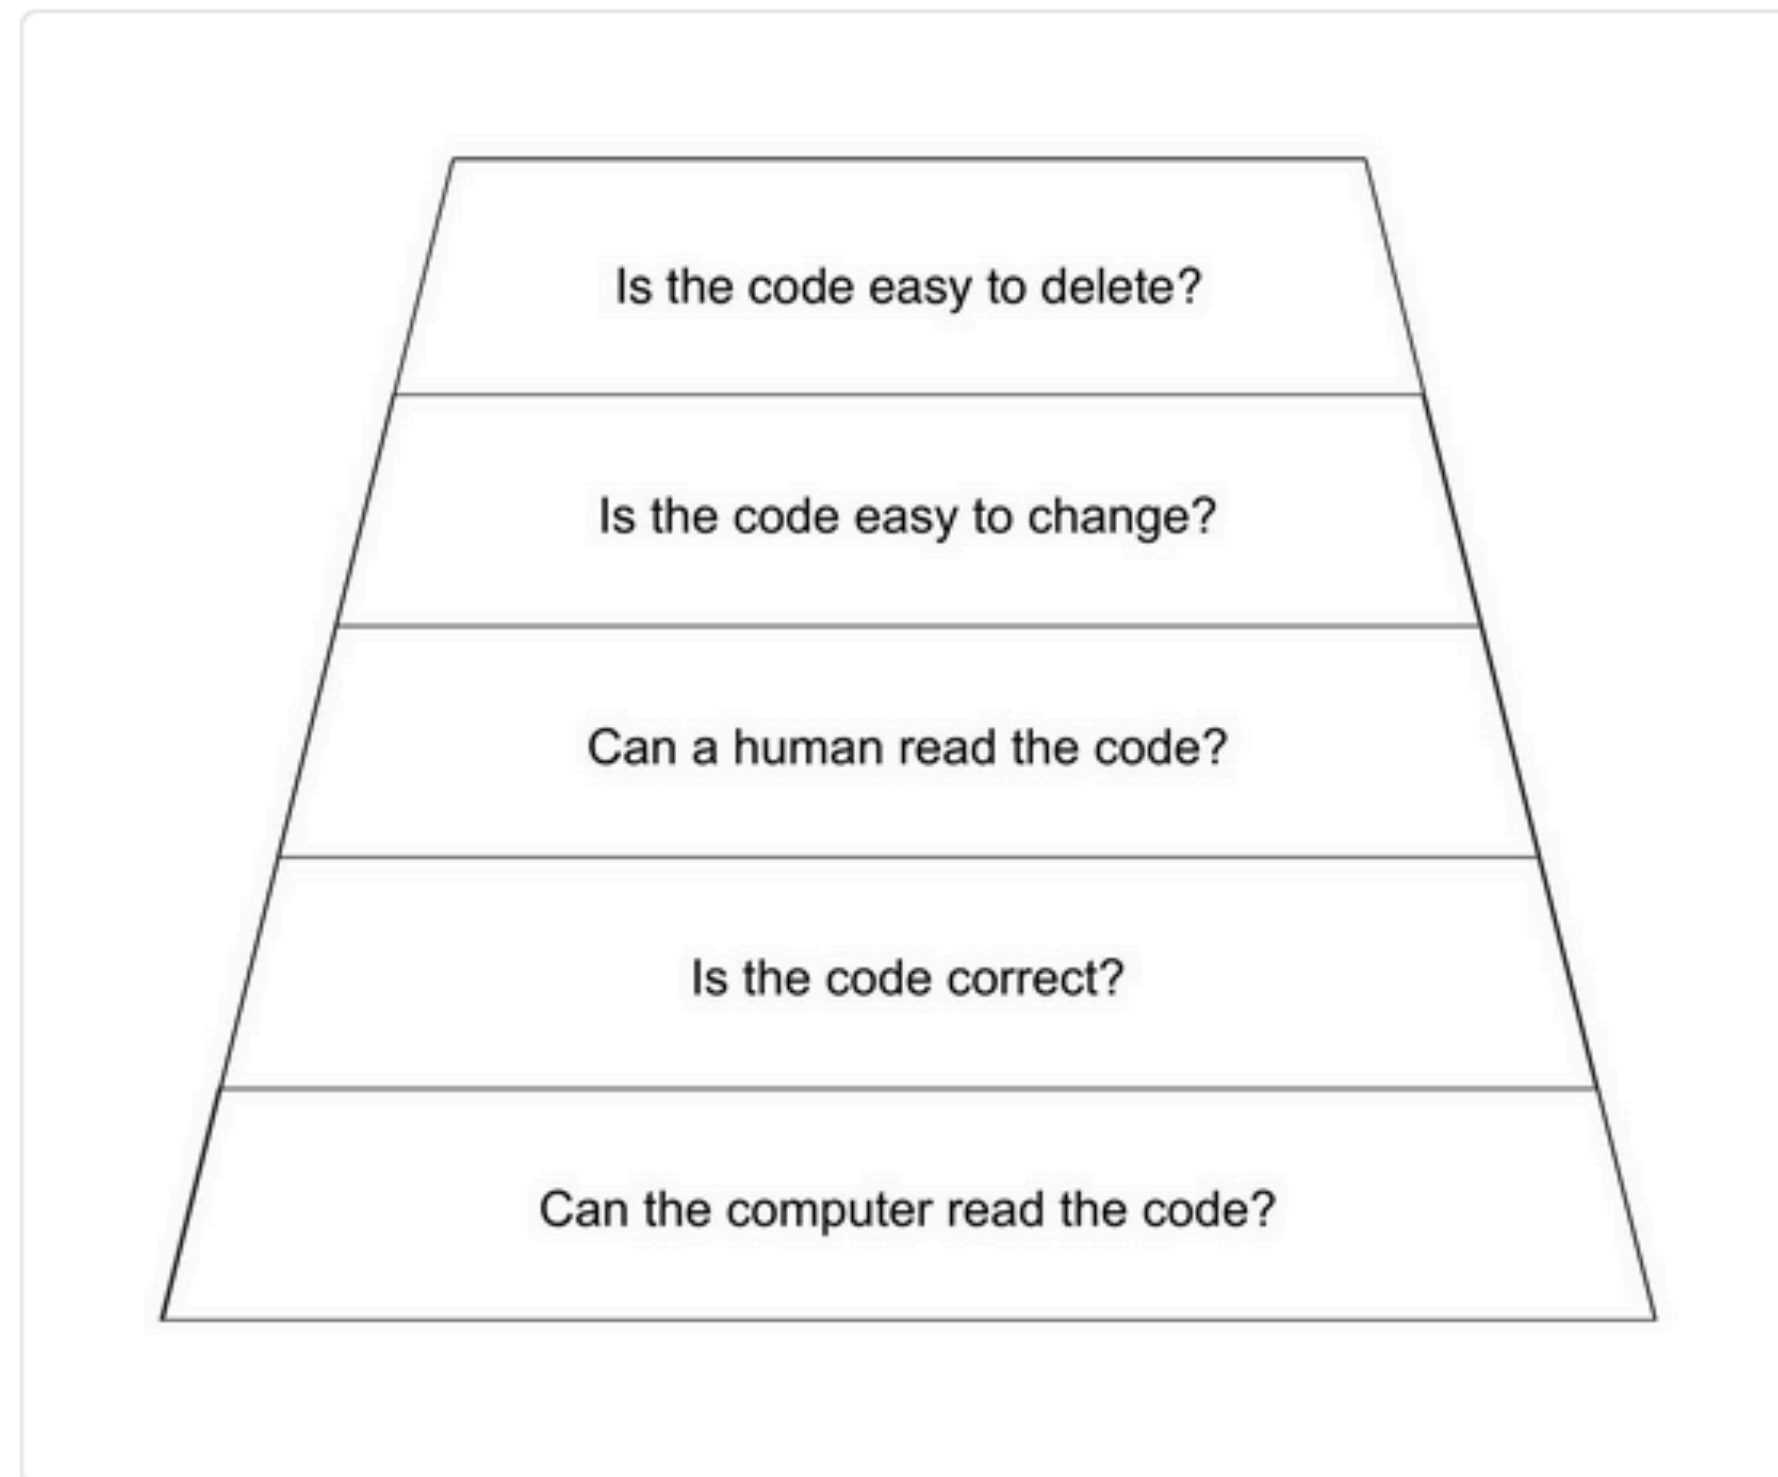 Is the code easy to delete?
Is the code easy to change?
Can a human read the code?
Is the code correct?
Can the computer read the code?